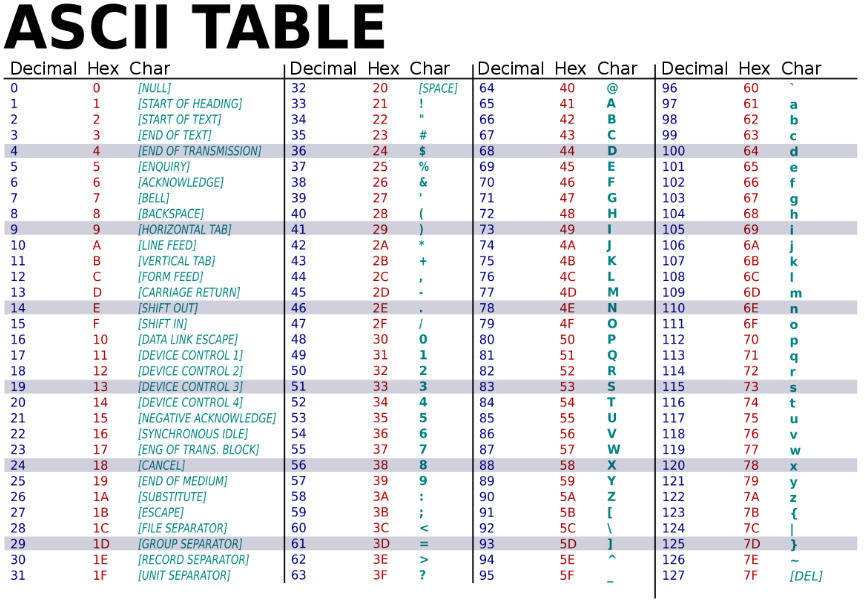 ASCII TABLE
Decimal Hex Char Decimal Hex Char Decimal Hex Char Decimal Hex Char
0 0 [NULL] 32 20 [SPACE] 64 40 @ 96 60 `
1 1 [START OF HEADING] 33 21 ! 65 41 A 97 61 a
2 2 [START OF TEXT] 34 22 " 66 42 B 98 62 b
3 3 [END OF TEXT] 35 23 # 67 43 C 99 63 c
4 4 [END OF TRANSMISSION] 36 24 $ 68 44 D 100 64 d
5 5 [ENQUIRY] 37 25 % 69 45 E 101 65 e
6 6 [ACKNOWLEDGE] 38 26 & 70 46 F 102 66 f
7 7 [BELL] 39 27 ' 71 47 G 103 67 g
8 8 [BACKSPACE] 40 28 ( 72 48 H 104 68 h
9 9 [HORIZONTAL TAB] 41 29 ) 73 49 I 105 69 i
10 A [LINE FEED] 42 2A * 74 4A J 106 6A j
11 B [VERTICAL TAB] 43 2B + 75 4B K 107 6B k
12 C [FORM FEED] 44 2C , 76 4C L 108 6C l
13 D [CARRIAGE RETURN] 45 2D - 77 4D M 109 6D m
14 E [SHIFT OUT] 46 2E . 78 4E N 110 6E n
15 F [SHIFT IN] 47 2F / 79 4F O 111 6F o
16 10 [DATA LINK ESCAPE] 48 30 0 80 50 P 112 70 p
17 11 [DEVICE CONTROL 1] 49 31 1 81 51 Q 113 71 q
18 12 [DEVICE CONTROL 2] 50 32 2 82 52 R 114 72 r
19 13 [DEVICE CONTROL 3] 51 33 3 83 53 S 115 73 s
20 14 [DEVICE CONTROL 4] 52 34 4 84 54 T 116 74 t
21 15 [NEGATIVE ACKNOWLEDGE] 53 35 5 85 55 U 117 75 u
22 16 [SYNCHRONOUS IDLE] 54 36 6 86 56 V 118 76 v
23 17 [ENG OF TRANS. BLOCK] 55 37 7 87 57 W 119 77 w
24 18 [CANCEL] 56 38 8 88 58 X 120 78 x
25 19 [END OF MEDIUM] 57 39 9 89 59 Y 121 79 y
26 1A [SUBSTITUTE] 58 3A : 90 5A Z 122 7A z
27 1B [ESCAPE] 59 3B ; 91 5B [ 123 7B {
28 1C [FILE SEPARATOR] 60 3C < 92 5C \ 124 7C |
29 1D [GROUP SEPARATOR] 61 3D = 93 5D ] 125 7D }
30 1E [RECORD SEPARATOR] 62 3E > 94 5E ^ 126 7E ~
31 1F [UNIT SEPARATOR] 63 3F ? 95 5F _ 127 7F [DEL]